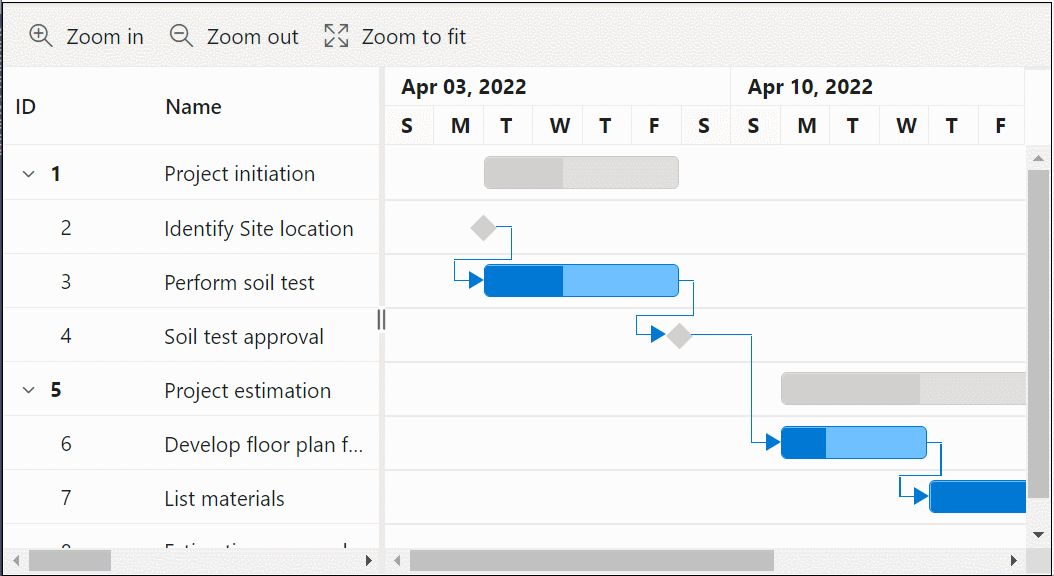 Zoom in Zoom out Zoom to fit
ID Name
Apr 03, 2022 Apr 10, 2022
S M T W T F S S M T W T F
1 Project initiation
2 Identify Site location
3 Perform soil test
4 Soil test approval
5 Project estimation
6 Develop floor plan f...
7 List materials